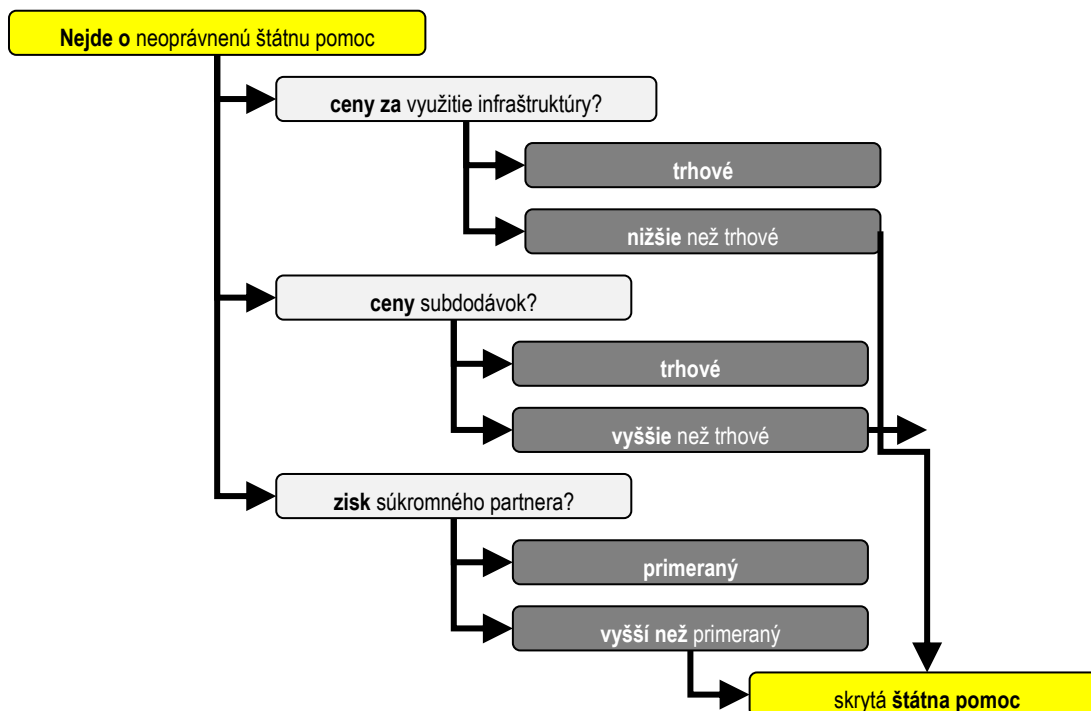 Nejde o neoprávnenú štátnu pomoc
ceny za využitie infraštruktúry?
trhové
nižšie než trhové
ceny subdodávok?
trhové
vyššie než trhové
zisk súkromného partnera?
primeraný
vyšší než primeraný
skrytá štátna pomoc